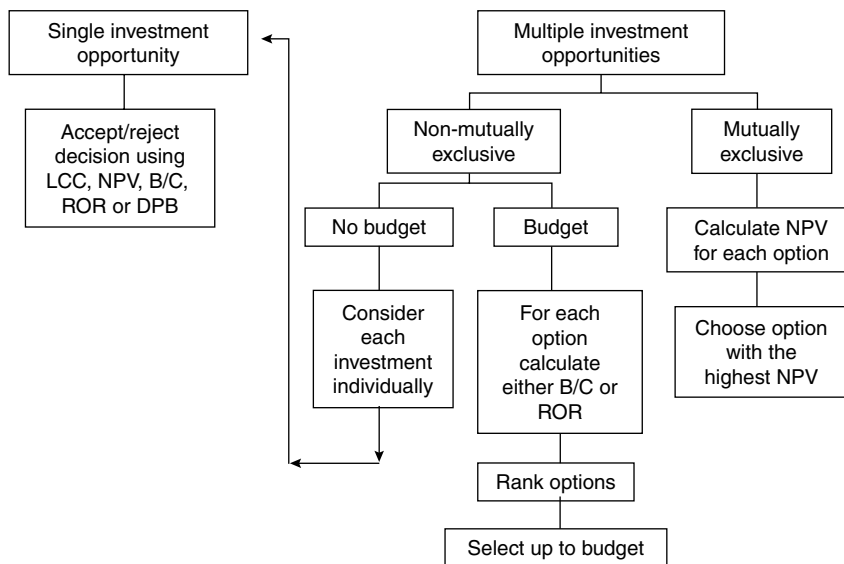 Single investment
opportunity
Accept/reject
decision using
LCC, NPV, B/C,
ROR or DPB
Multiple investment
opportunities
Non-mutually
exclusive
Mutually
exclusive
No budget
Budget
Calculate NPV
for each option
Consider
each
investment
individually
For each
option
calculate
either B/C or
ROR
Choose option
with the
highest NPV
Rank options
Select up to budget